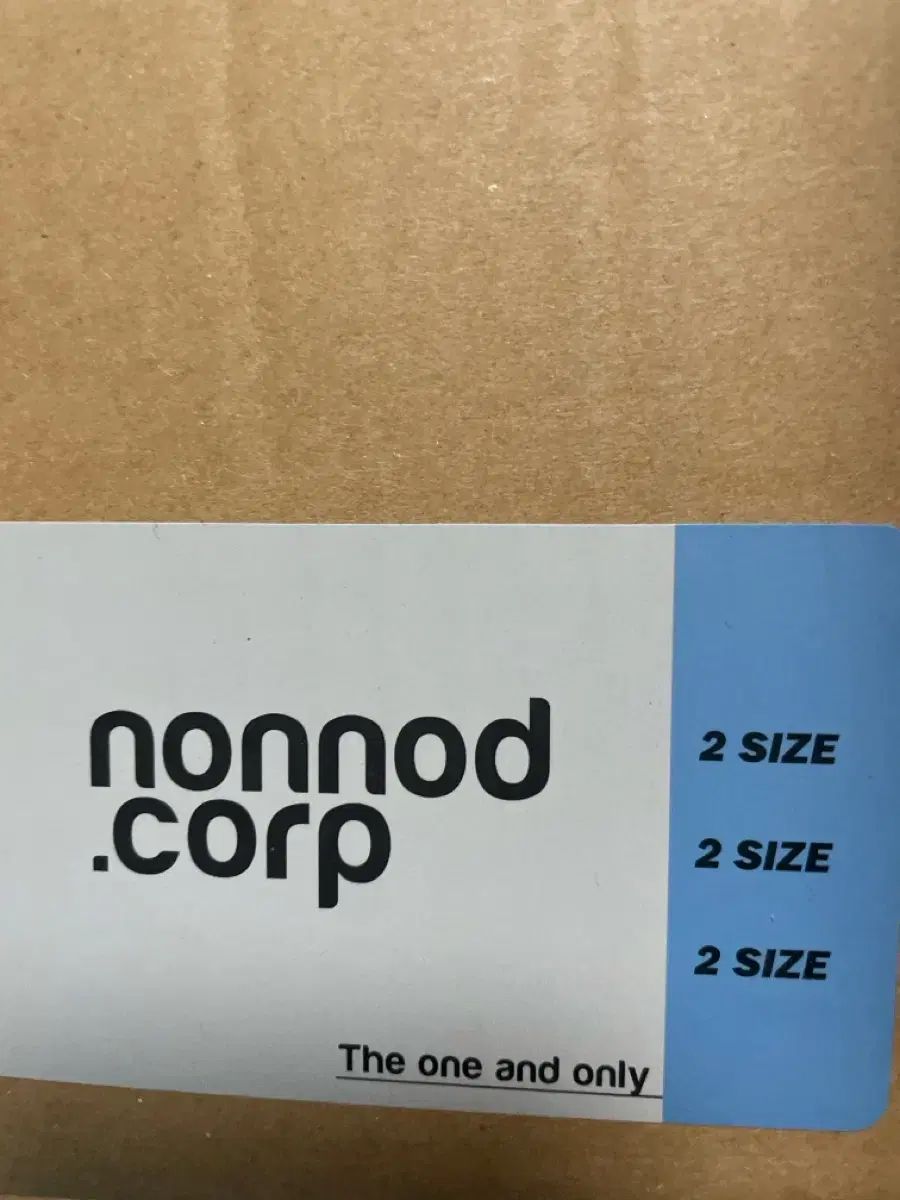 nonnod
.corp
The one and only
2 SIZE
2 SIZE
2 SIZE